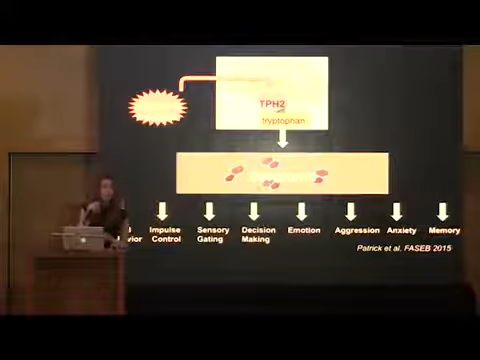 TPH2
tryptophan
Impulse Control
Sensory Gating
Decision Making
Emotion
Aggression
Anxiety
Memory
Patrick et al. FASEB 2015